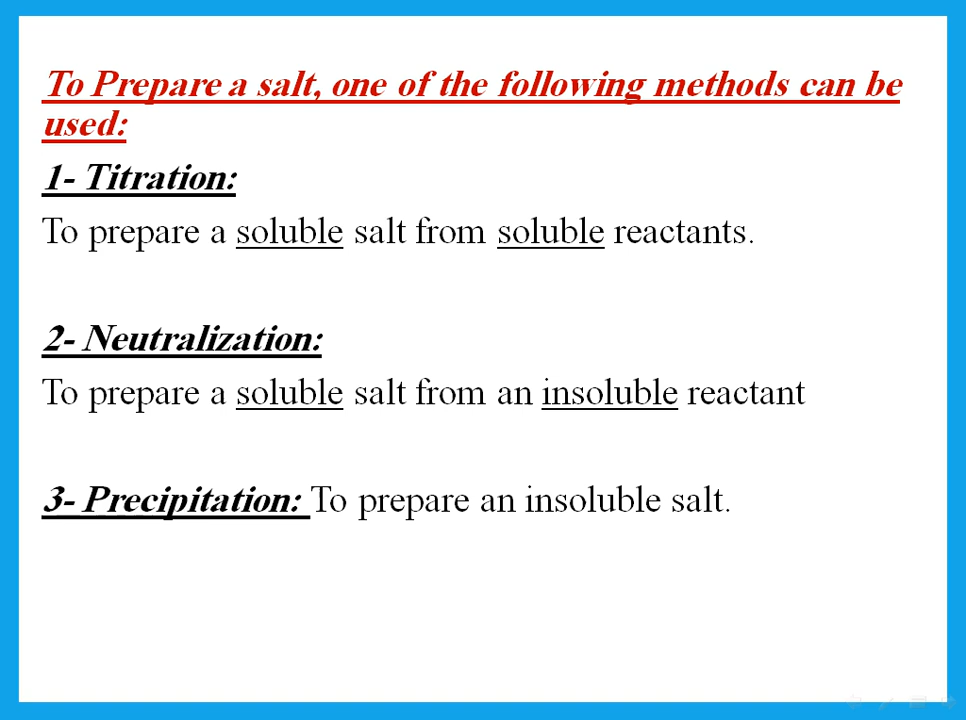 To Prepare a salt, one of the following methods can be
used:
1- Titration:
To prepare a soluble salt from soluble reactants.
2- Neutralization:
To prepare a soluble salt from an insoluble reactant
3- Precipitation: To prepare an insoluble salt.